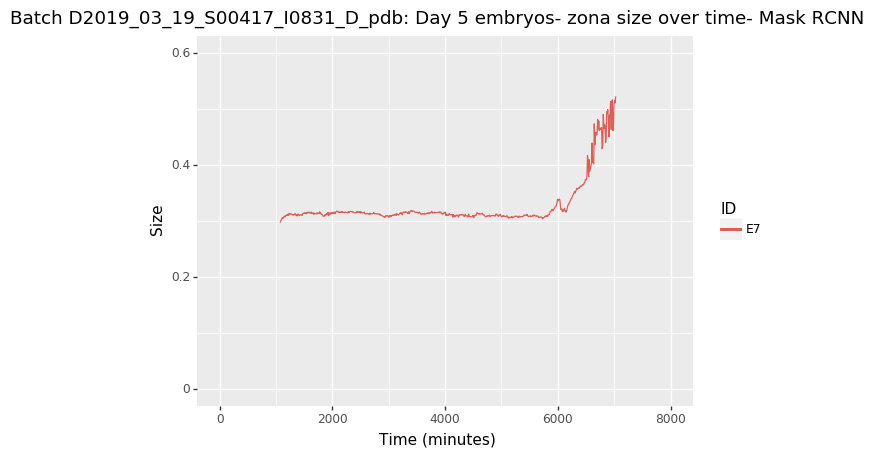 Batch D2019_03_19_S00417_I0831_D_pdb: Day 5 embryos- zona size over time- Mask RCNN
0.6
0.4
0.2
0
Size
0
2000
4000
6000
8000
Time (minutes)
ID
E7